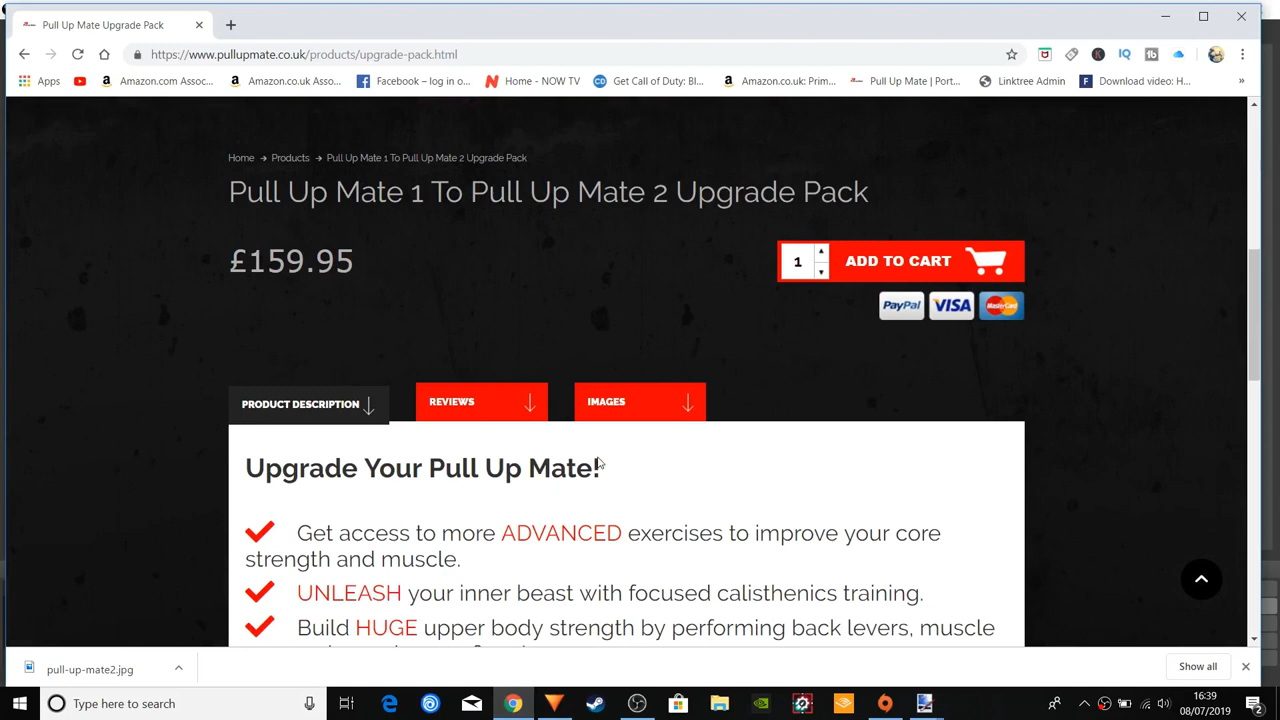 Pull Up Mate Upgrade Pack
https://www.pullupmate.co.uk/products/upgrade-pack.html
Apps
Amazon.com Assoc...
Amazon.co.uk Asso...
Facebook – log in o...
Home - NOW TV
Get Call of Duty: Bl...
Amazon.co.uk: Prim...
Pull Up Mate | Port...
Linktree Admin
Download video: H...
Home → Products → Pull Up Mate 1 To Pull Up Mate 2 Upgrade Pack
Pull Up Mate 1 To Pull Up Mate 2 Upgrade Pack
£159.95
1
ADD TO CART
PayPal
VISA
MasterCard
PRODUCT DESCRIPTION
REVIEWS
IMAGES
Upgrade Your Pull Up Mate!
Get access to more ADVANCED exercises to improve your core
strength and muscle.
UNLEASH your inner beast with focused calisthenics training.
Build HUGE upper body strength by performing back levers, muscle
pull-up-mate2.jpg
Show all
Type here to search
16:39
08/07/2019
2